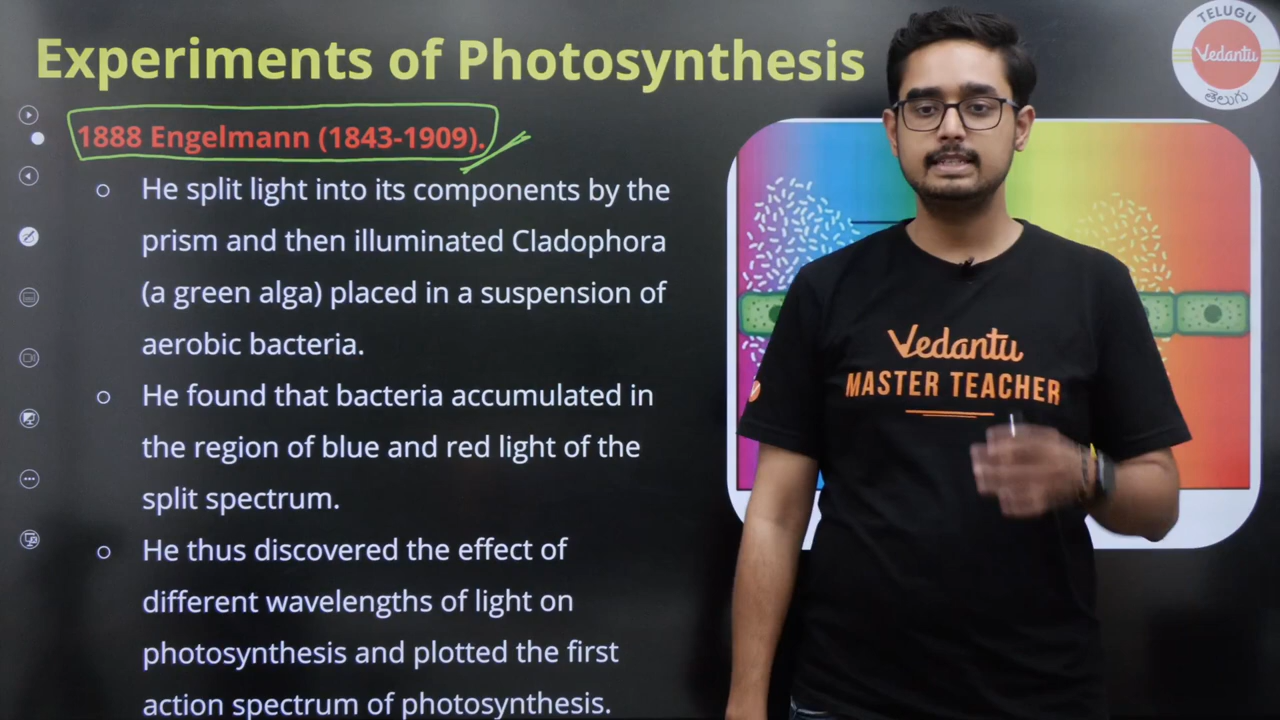 Experiments of Photosynthesis
TELUGU
Vedantu
తెలుగు
1888 Engelmann (1843-1909).
He split light into its components by the
prism and then illuminated Cladophora
(a green alga) placed in a suspension of
aerobic bacteria.
He found that bacteria accumulated in
the region of blue and red light of the
split spectrum.
He thus discovered the effect of
different wavelengths of light on
photosynthesis and plotted the first
action spectrum of photosynthesis.
Vedantu
MASTER TEACHER